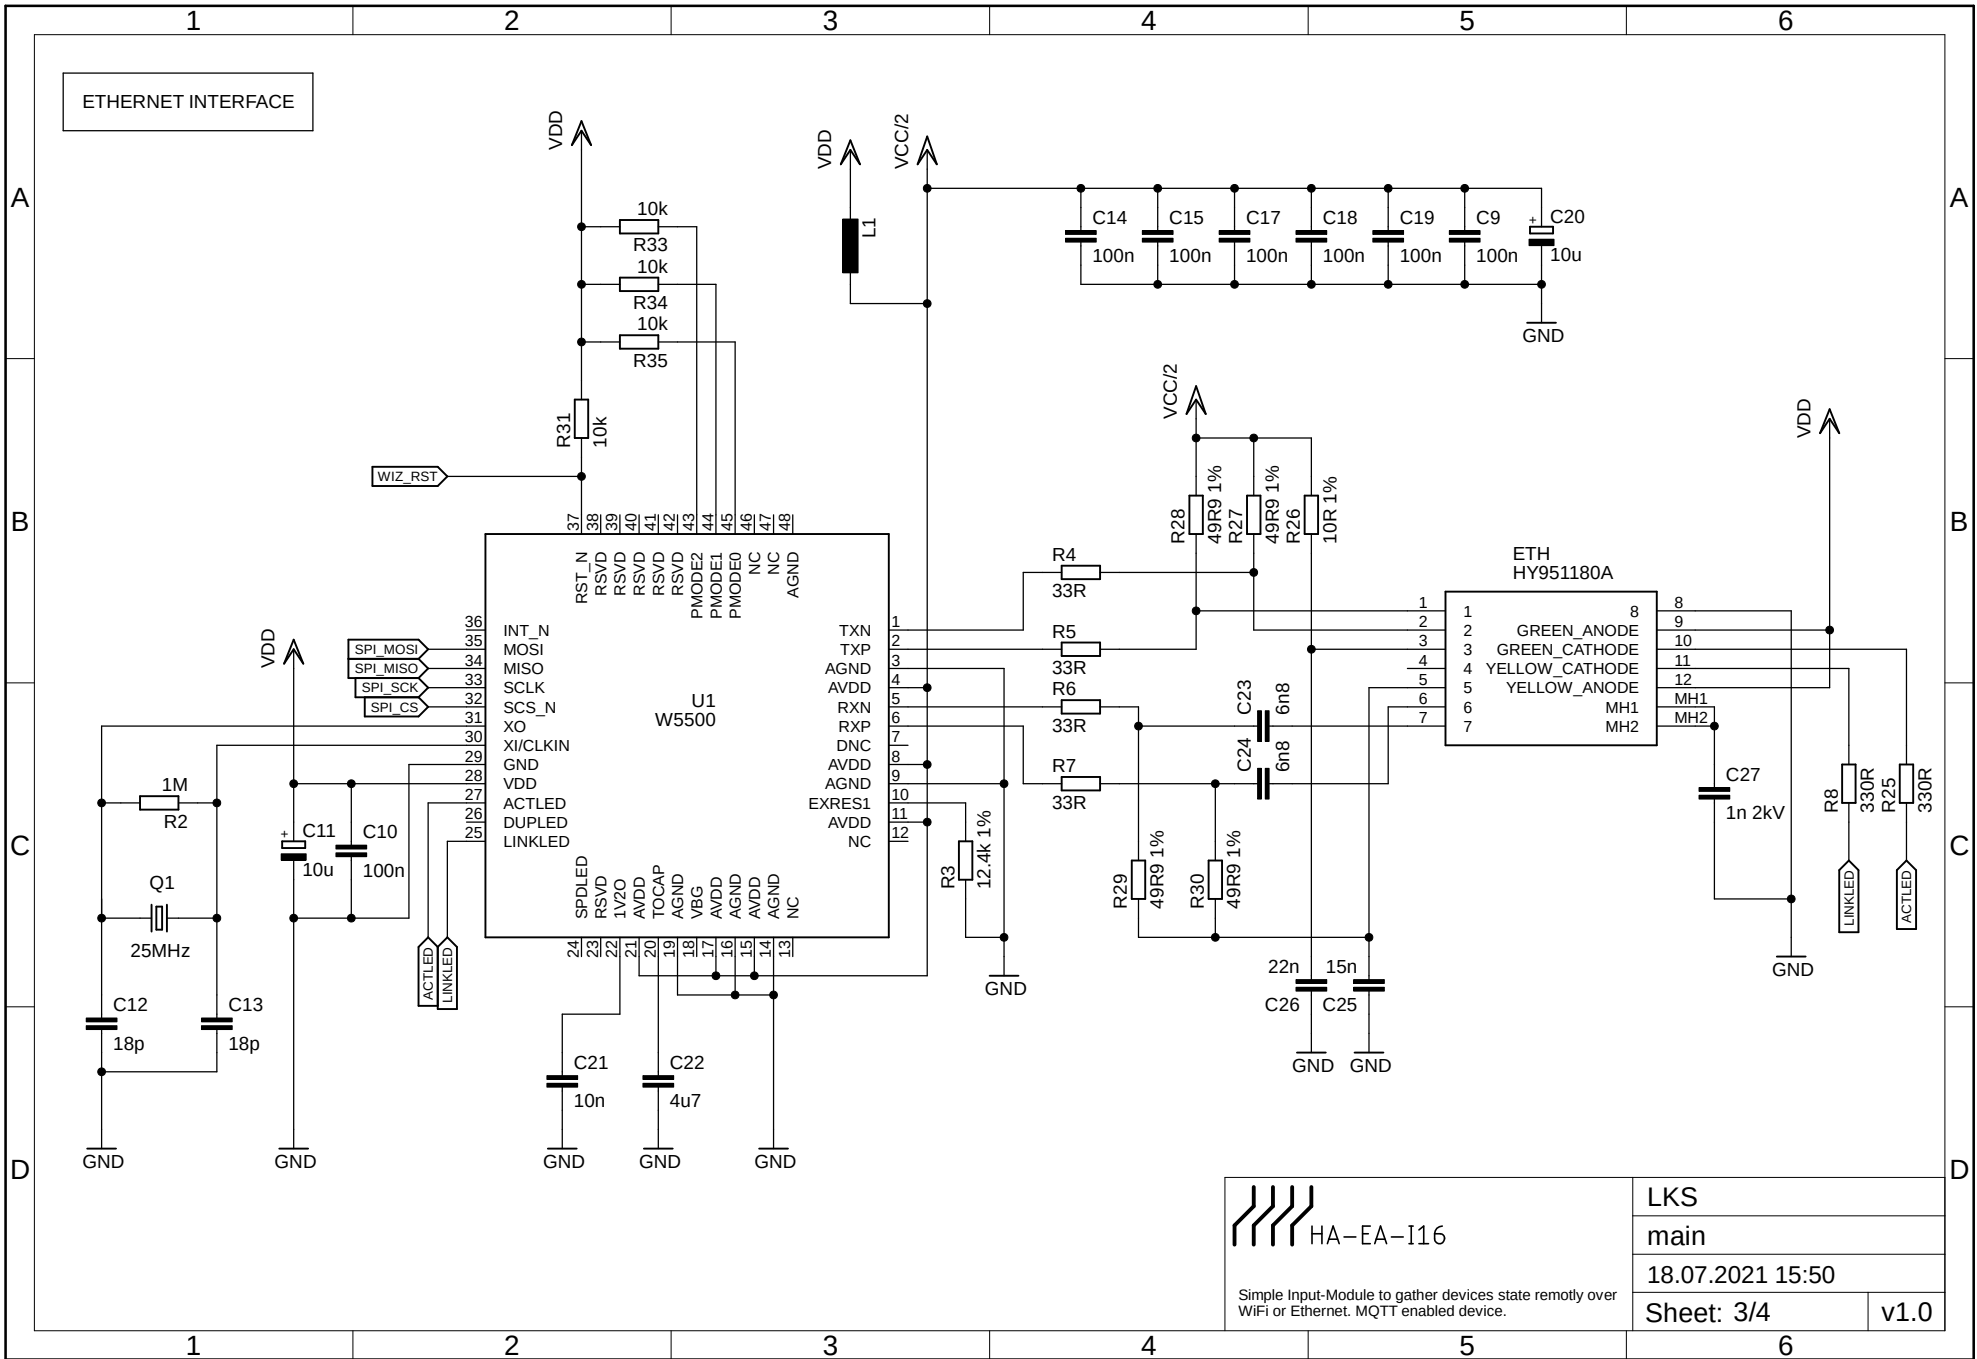 1 2 3 4 5 6
A A
B B
C C
D D
1 2 3 4 5 6
ETHERNET INTERFACE
VDD
10k
R33
10k
R34
10k
R35
R31
10k
WIZ_RST
VDD
L1
VCC/2
C14
100n
C15
100n
C17
100n
C18
100n
C19
100n
C9
100n
+
C20
10u
GND
37 38 39 40 41 42 43 44 45 46 47 48
RST_N
RSVD
RSVD
RSVD
RSVD
RSVD
PMODE2
PMODE1
PMODE0
NC
NC
AGND
U1
W5500
36 INT_N
35 MOSI
34 MISO
33 SCLK
32 SCS_N
31 XO
30 XI/CLKIN
29 GND
28 VDD
27 ACTLED
26 DUPLED
25 LINKLED
TXN 1
TXP 2
AGND 3
AVDD 4
RXN 5
RXP 6
DNC 7
AVDD 8
AGND 9
EXRES1 10
AVDD 11
NC 12
SPDLED
RSVD
1V2O
AVDD
TOCAP
AGND
VBG
AVDD
AGND
AVDD
AGND
NC
24 23 22 21 20 19 18 17 16 15 14 13
SPI_MOSI
SPI_MISO
SPI_SCK
SPI_CS
VDD
1M
R2
Q1
25MHz
C12
18p
C13
18p
GND
+
C11
10u
C10
100n
GND
ACTLED
LINKLED
C21
10n
GND
C22
4u7
GND
GND
R3
12.4k 1%
GND
R4
33R
R5
33R
R6
33R
R7
33R
VCC/2
R28
49R9 1%
R27
49R9 1%
R26
10R 1%
C23
6n8
C24
6n8
R29
49R9 1%
R30
49R9 1%
22n
C26
15n
C25
GND
GND
ETH
HY951180A
1 1
2 2
3 3
4 4
5 5
6 6
7 7
8 8
GREEN_ANODE 9
GREEN_CATHODE 10
YELLOW_CATHODE 11
YELLOW_ANODE 12
MH1 MH1
MH2 MH2
VDD
C27
1n 2kV
R8
330R
R25
330R
LINKLED
ACTLED
GND
HA-EA-I16
Simple Input-Module to gather devices state remotly over
WiFi or Ethernet. MQTT enabled device.
LKS
main
18.07.2021 15:50
Sheet: 3/4
v1.0